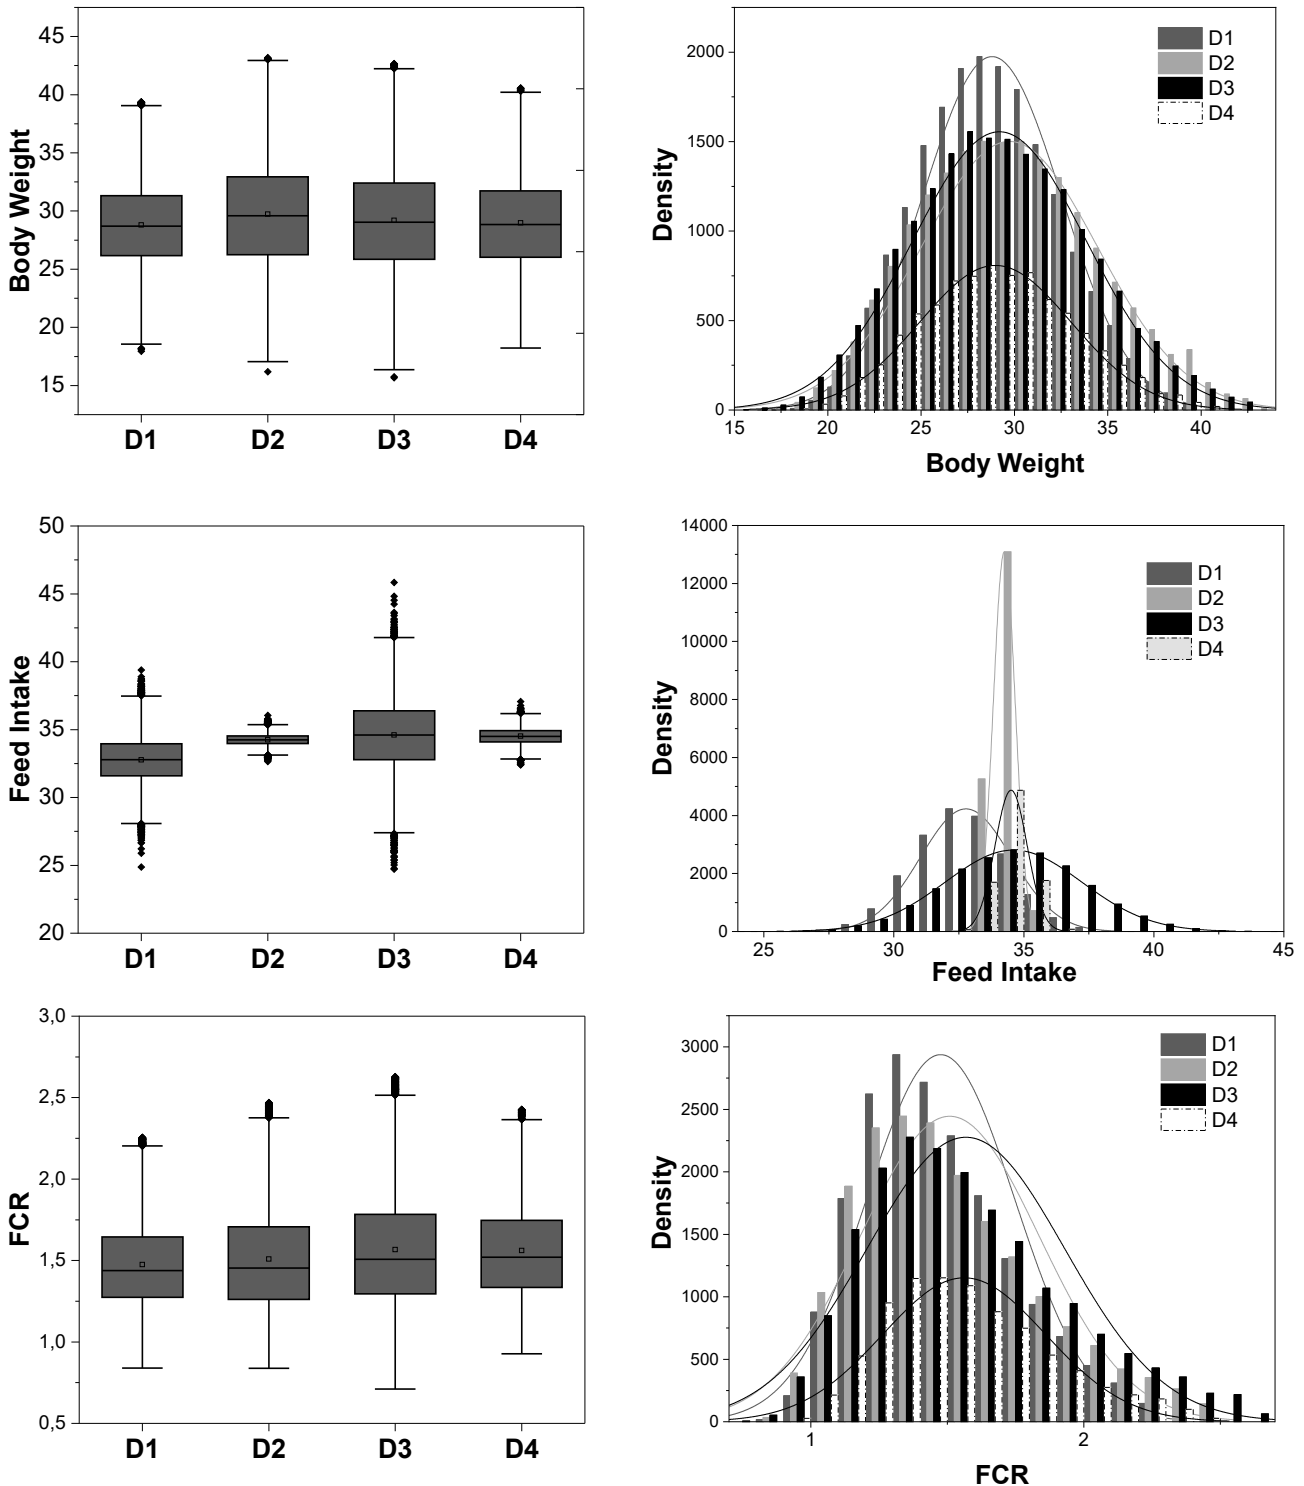 Body Weight
45
40
35
30
25
20
15
D1 D2 D3 D4
Density
2000
1500
1000
500
0
15 20 25 30 35 40
Body Weight
D1
D2
D3
D4
Feed Intake
50
45
40
35
30
25
20
D1 D2 D3 D4
Density
14000
12000
10000
8000
6000
4000
2000
0
25 30 35 40 45
Feed Intake
D1
D2
D3
D4
FCR
3,0
2,5
2,0
1,5
1,0
0,5
D1 D2 D3 D4
Density
3000
2500
2000
1500
1000
500
0
1 2
FCR
D1
D2
D3
D4